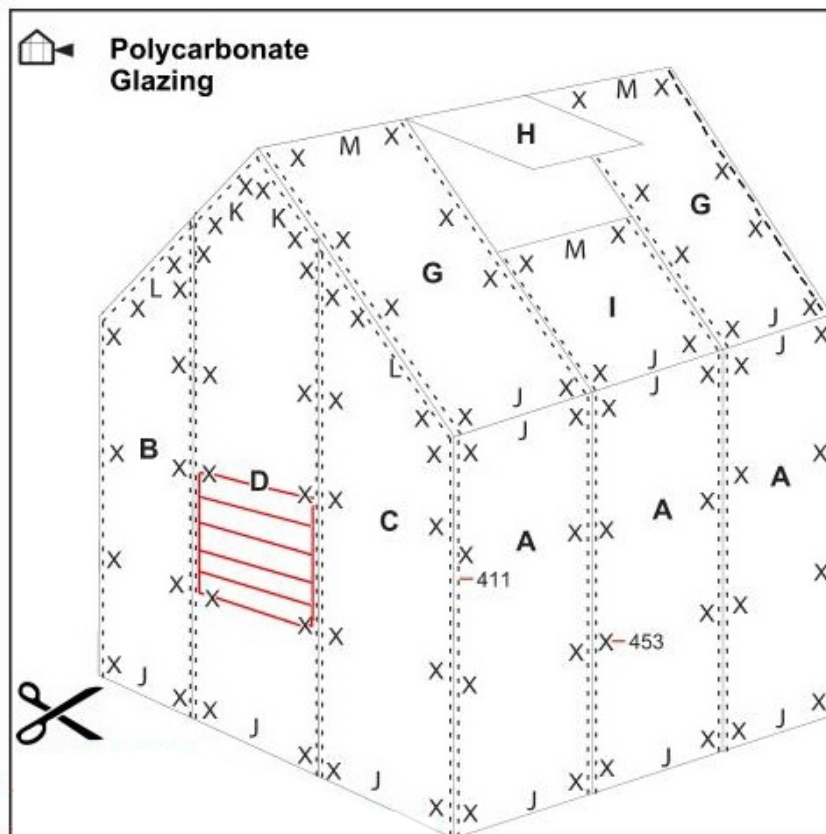 Polycarbonate
Glazing
X M X
X M X H
X X K K X
X X X
X L X
X X X
G
G
X X
X X
X M X
X X
I
X J X
X J
X X X
L
X J X
X J
X X
X J X
X J
X X
X X X X
B
X X X
D
X X X
C
X X
A
X X
A
X X
A
X
411
X X
453
X
X X
X X X
X X
X X
X X
X J X
X J X
X J X
X J X
X J X
X J X